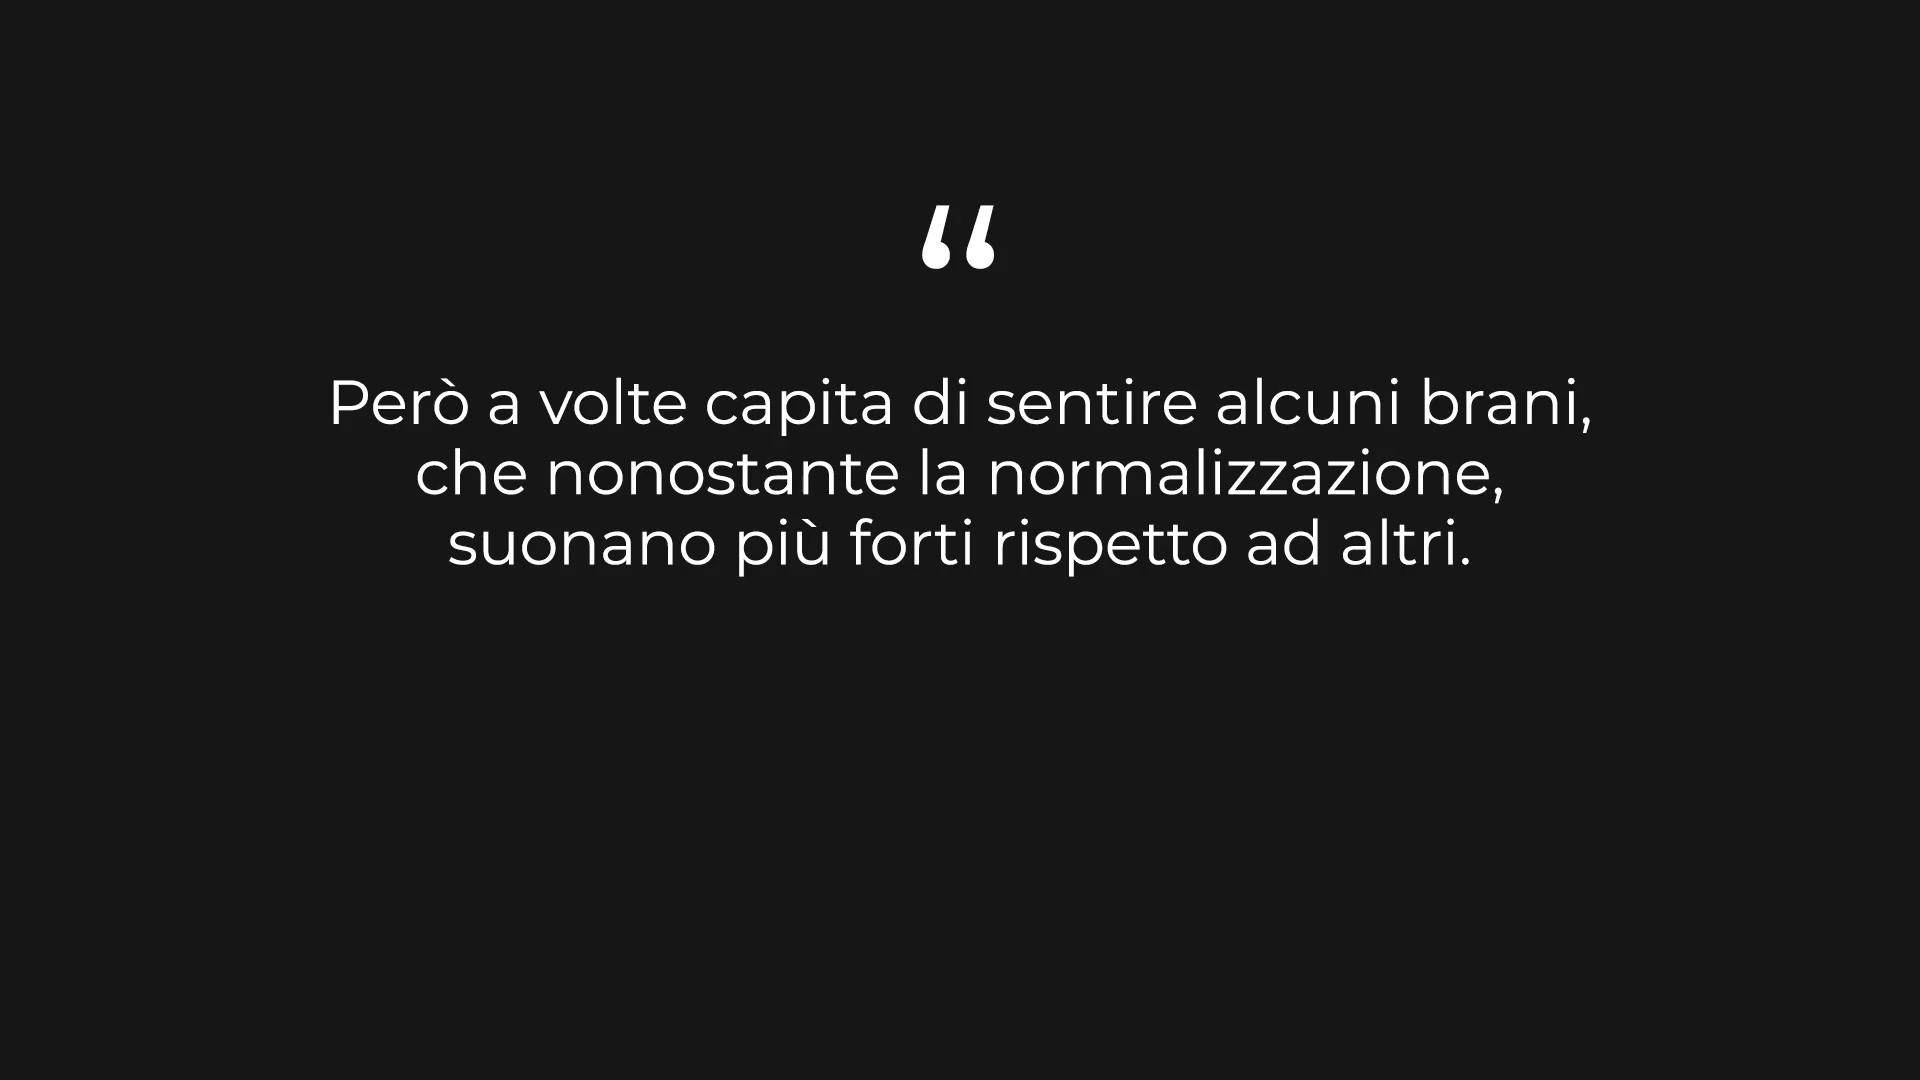 “
Però a volte capita di sentire alcuni brani,
che nonostante la normalizzazione,
suonano più forti rispetto ad altri.